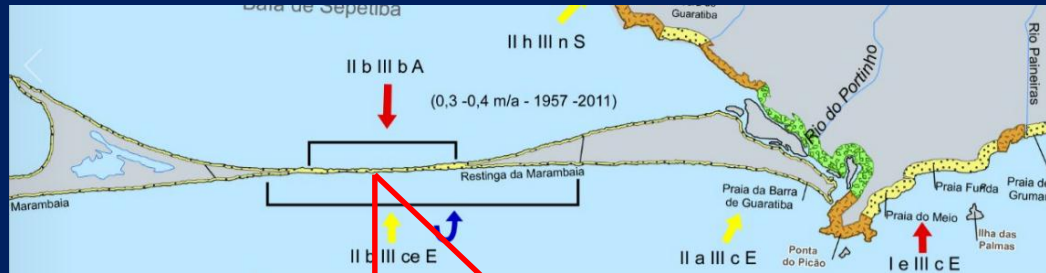 Baía de Sepetiba
de
Guaratiba
II h III n S
II b III b A
(0,3 -0,4 m/a - 1957 -2011)
Rio do Portinho
Rio Paineiras
Restinga da Marambaia
Marambaia
Praia da Barra
de Guaratiba
Praia Funda
Praia de
Grumar
Praia do Meio
Ilha das
Palmas
Ponta
do Picão
II b III ce E
II a III c E
I e III c E